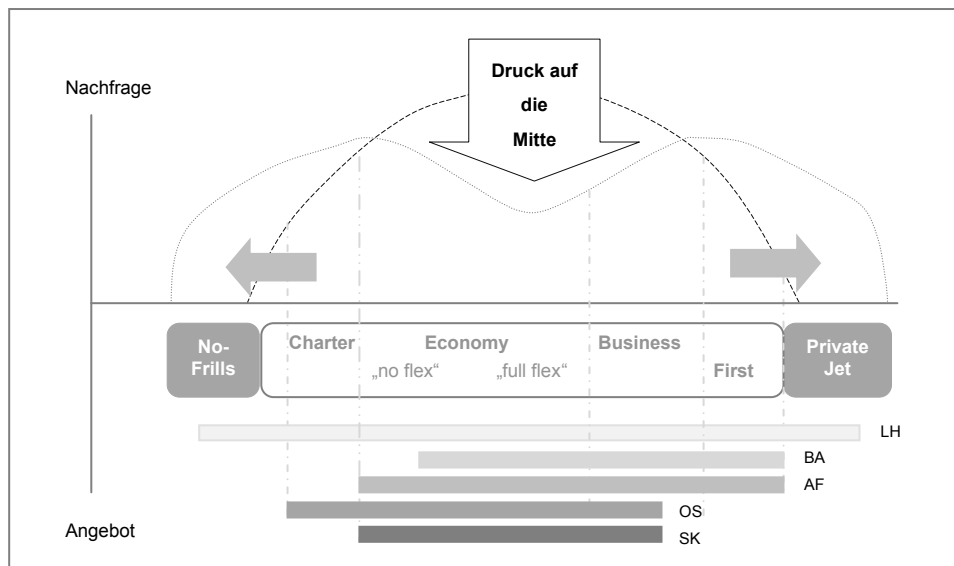 Nachfrage
Druck auf
die
Mitte
No-
Frills
Charter
Economy
„no flex“
„full flex“
Business
First
Private
Jet
LH
BA
AF
OS
SK
Angebot